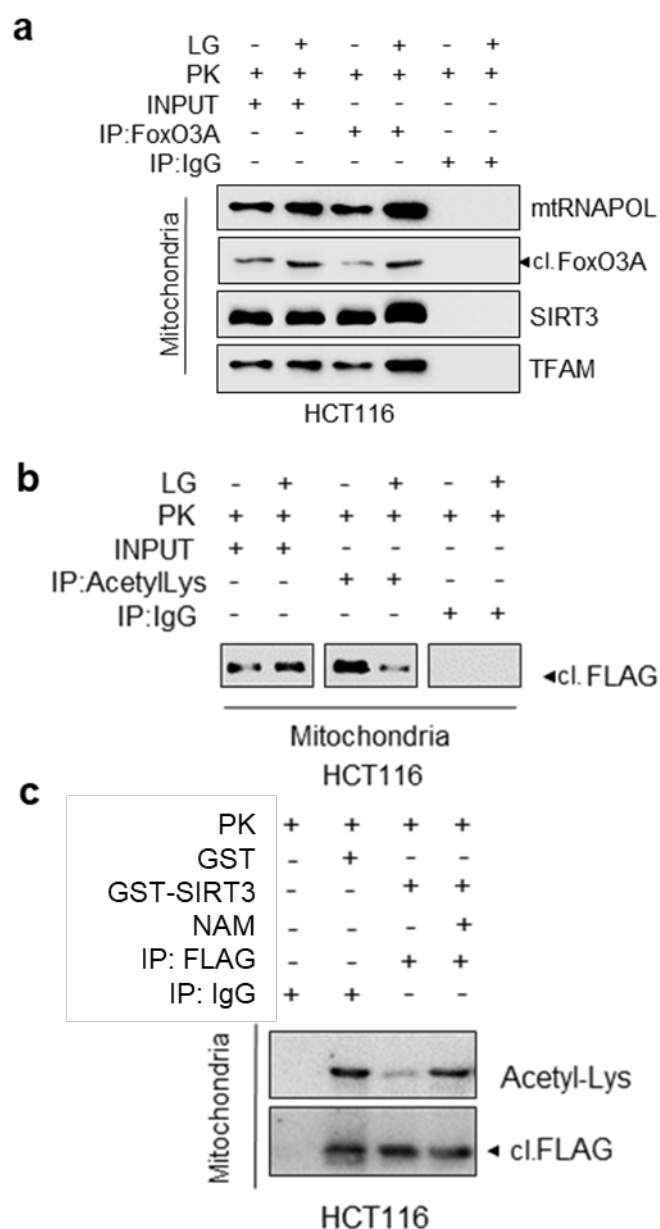 a
LG - + - + - +
PK + + + + + +
INPUT + + - - - -
IP:FoxO3A - - + + - -
IP:IgG - - - - + +
mtRNAPOL
◄cl.FoxO3A
SIRT3
TFAM
Mitochondria
HCT116
b
LG - + - + - +
PK + + + + + +
INPUT + + - - - -
IP:AcetylLys - - + + - -
IP:IgG - - - - + +
◄cl. FLAG
Mitochondria
HCT116
c
PK + + + +
GST - + - -
GST-SIRT3 - - + +
NAM - - - +
IP: FLAG - - + +
IP: IgG + + - -
Acetyl-Lys
◄ cl.FLAG
Mitochondria
HCT116